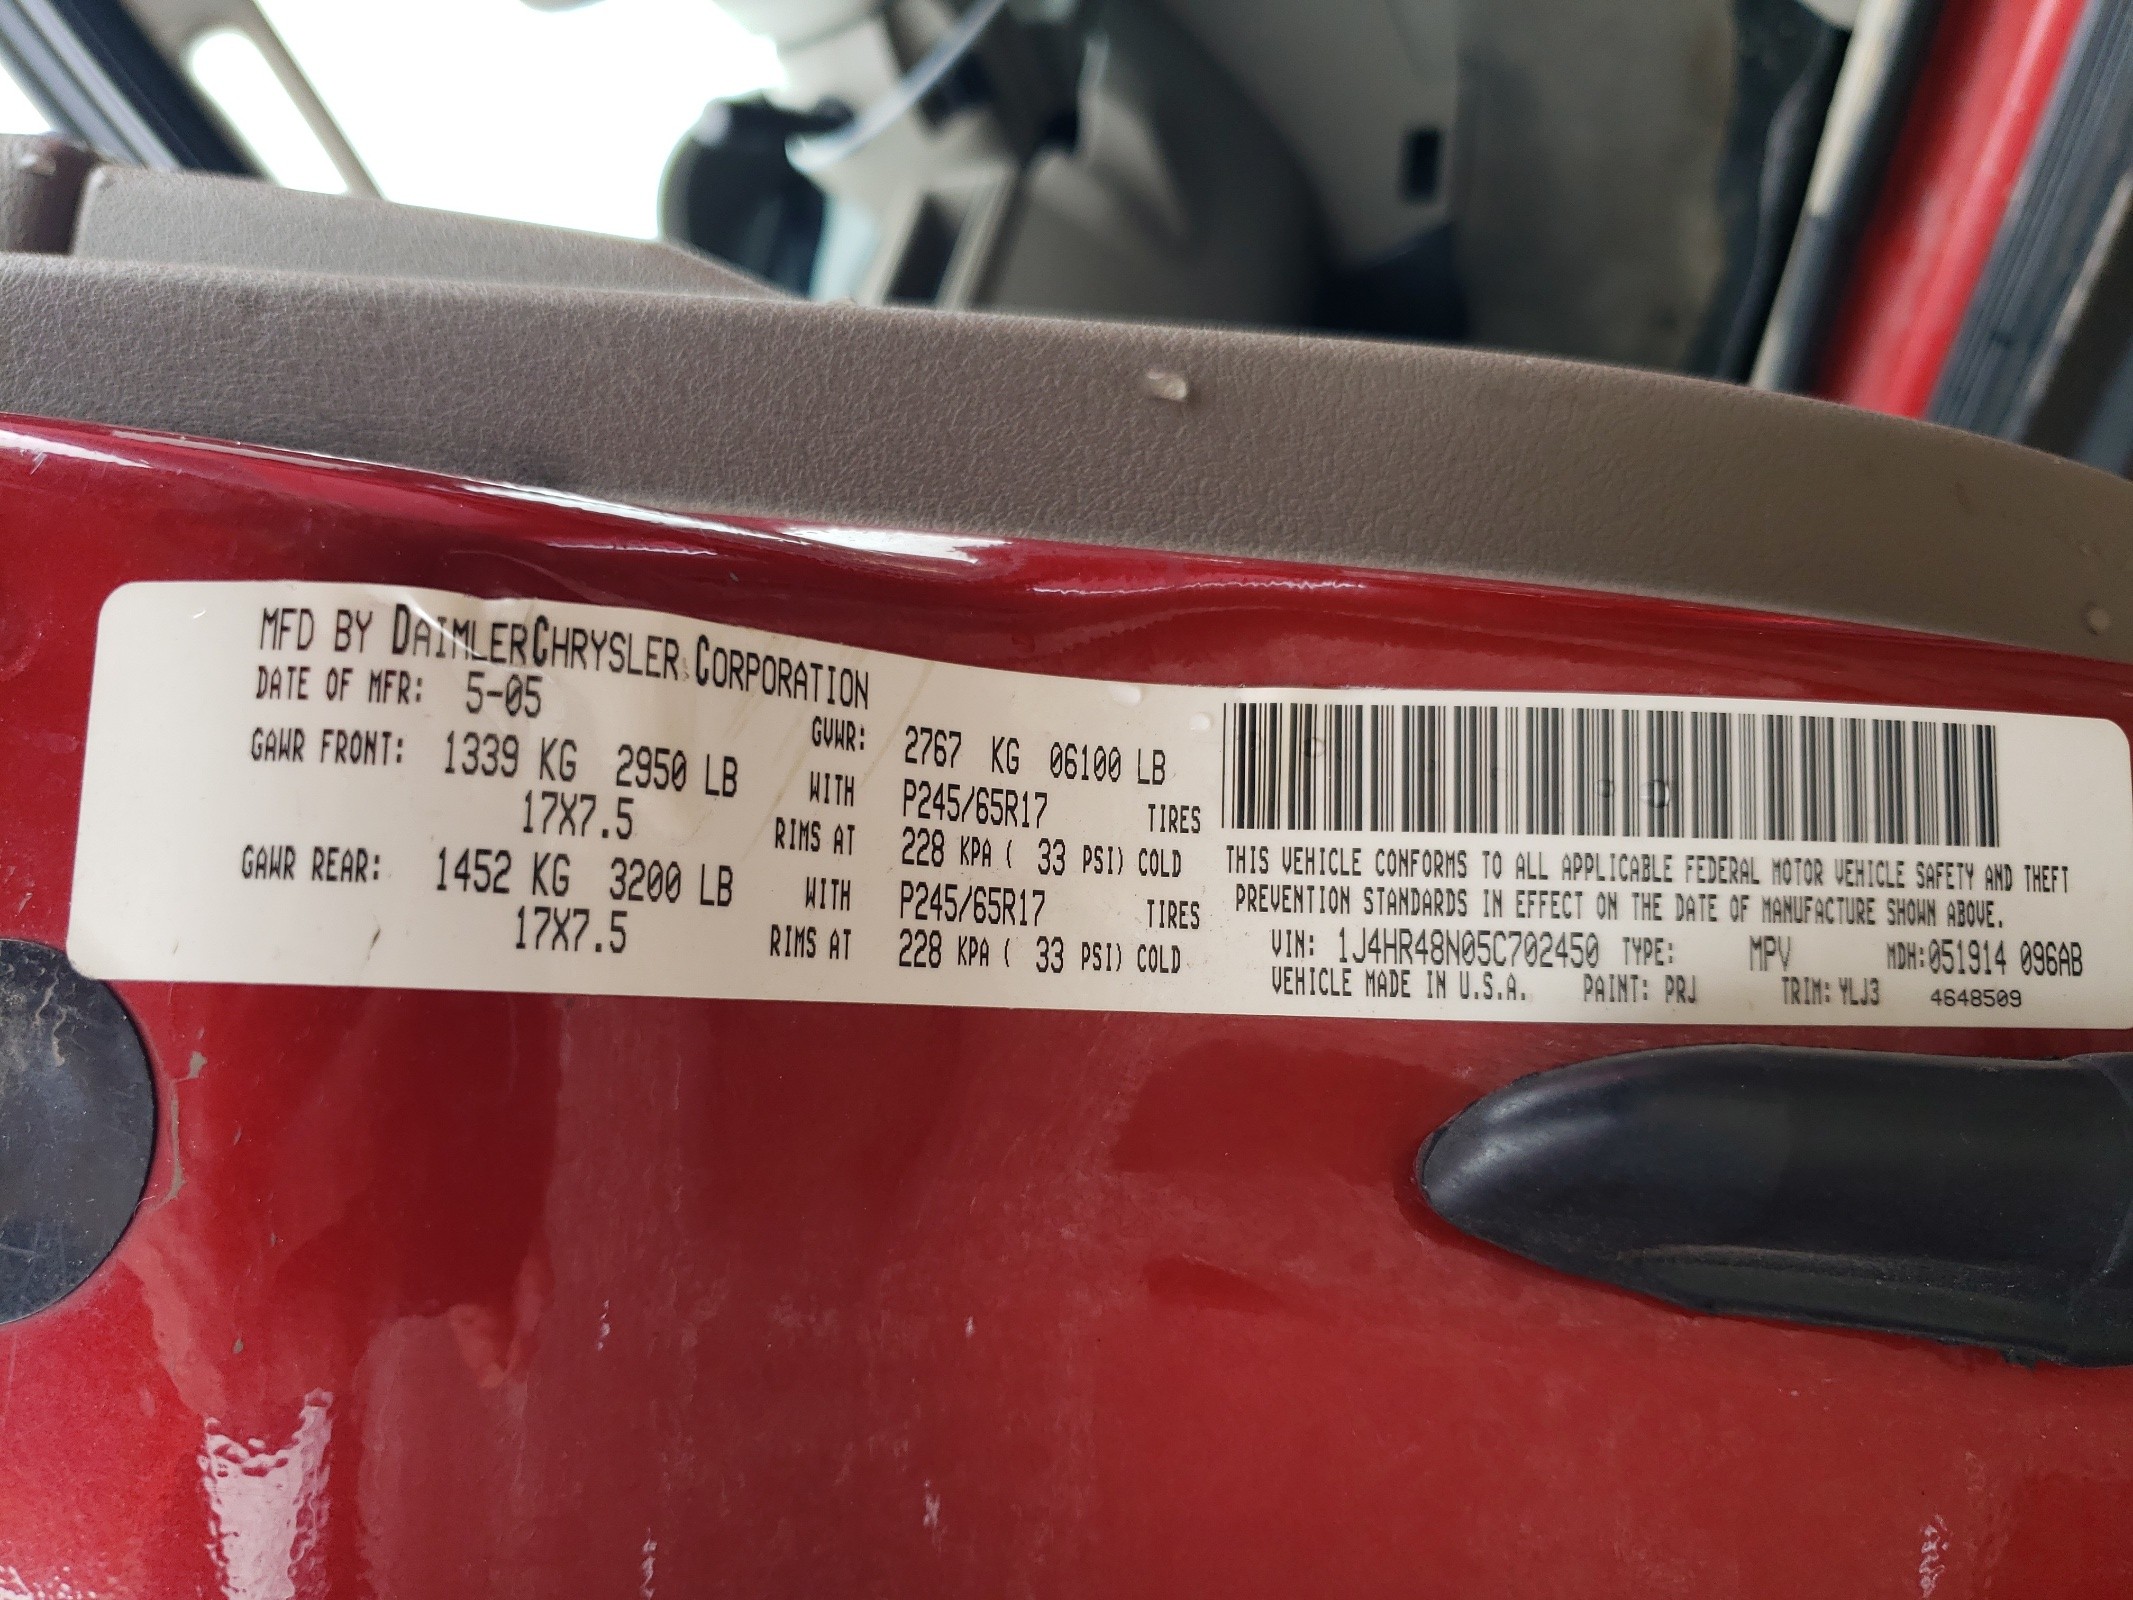 MFD BY DAIMLERCHRYSLER CORPORATION
DATE OF MFR: 5-05 GVWR: 2767 KG 06100 LB
GAWR FRONT: 1339 KG 2950 LB WITH P245/65R17 TIRES
17X7.5 RIMS AT 228 KPA ( 33 PSI) COLD
GAWR REAR: 1452 KG 3200 LB WITH P245/65R17 TIRES
17X7.5 RIMS AT 228 KPA ( 33 PSI) COLD
THIS VEHICLE CONFORMS TO ALL APPLICABLE FEDERAL MOTOR VEHICLE SAFETY AND THEFT
PREVENTION STANDARDS IN EFFECT ON THE DATE OF MANUFACTURE SHOWN ABOVE.
VIN: 1J4HR48N05C702450 TYPE: MPV MDH:051914 096AB
VEHICLE MADE IN U.S.A. PAINT: PRJ TRIM: YLJ3 4648509